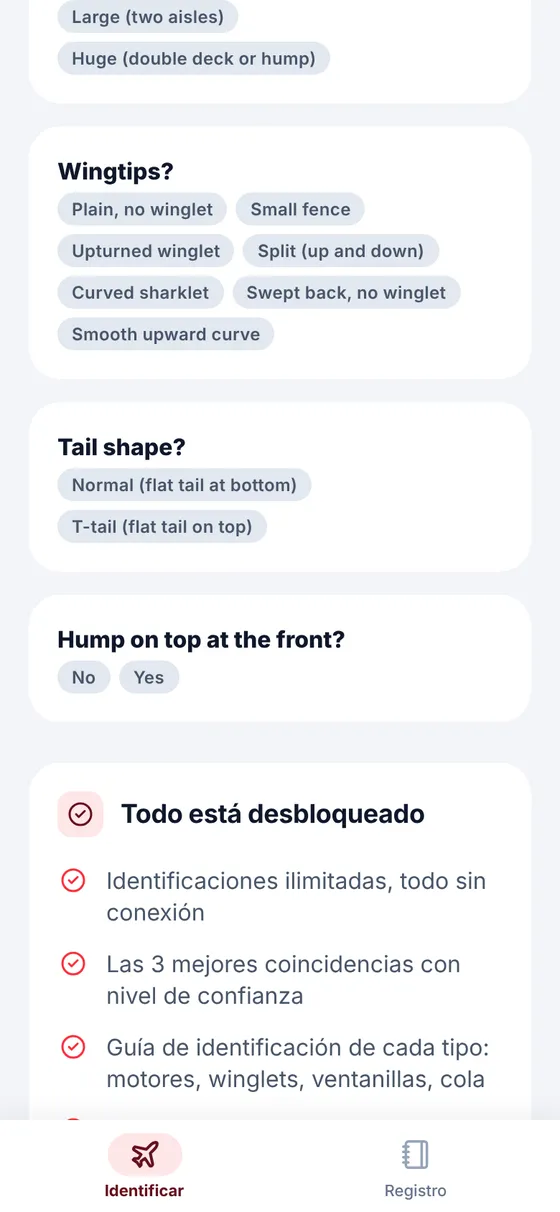 Large (two aisles)
Huge (double deck or hump)
Wingtips?
Plain, no winglet
Small fence
Upturned winglet
Split (up and down)
Curved sharklet
Swept back, no winglet
Smooth upward curve
Tail shape?
Normal (flat tail at bottom)
T-tail (flat tail on top)
Hump on top at the front?
No
Yes
Todo está desbloqueado
Identificaciones ilimitadas, todo sin
conexión
Las 3 mejores coincidencias con
nivel de confianza
Guía de identificación de cada tipo:
motores, winglets, ventanillas, cola
Identificar
Registro